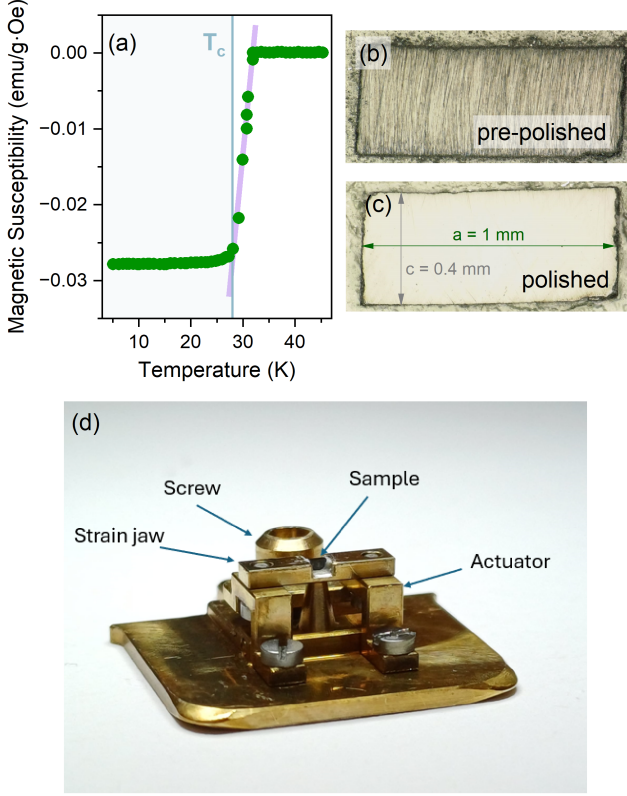 (a)
Tc
Magnetic Susceptibility (emu/g·Oe)
0.00
−0.01
−0.02
−0.03
10
20
30
40
Temperature (K)
(b)
pre-polished
(c)
a = 1 mm
c = 0.4 mm
polished
(d)
Sample
Screw
Strain jaw
Actuator